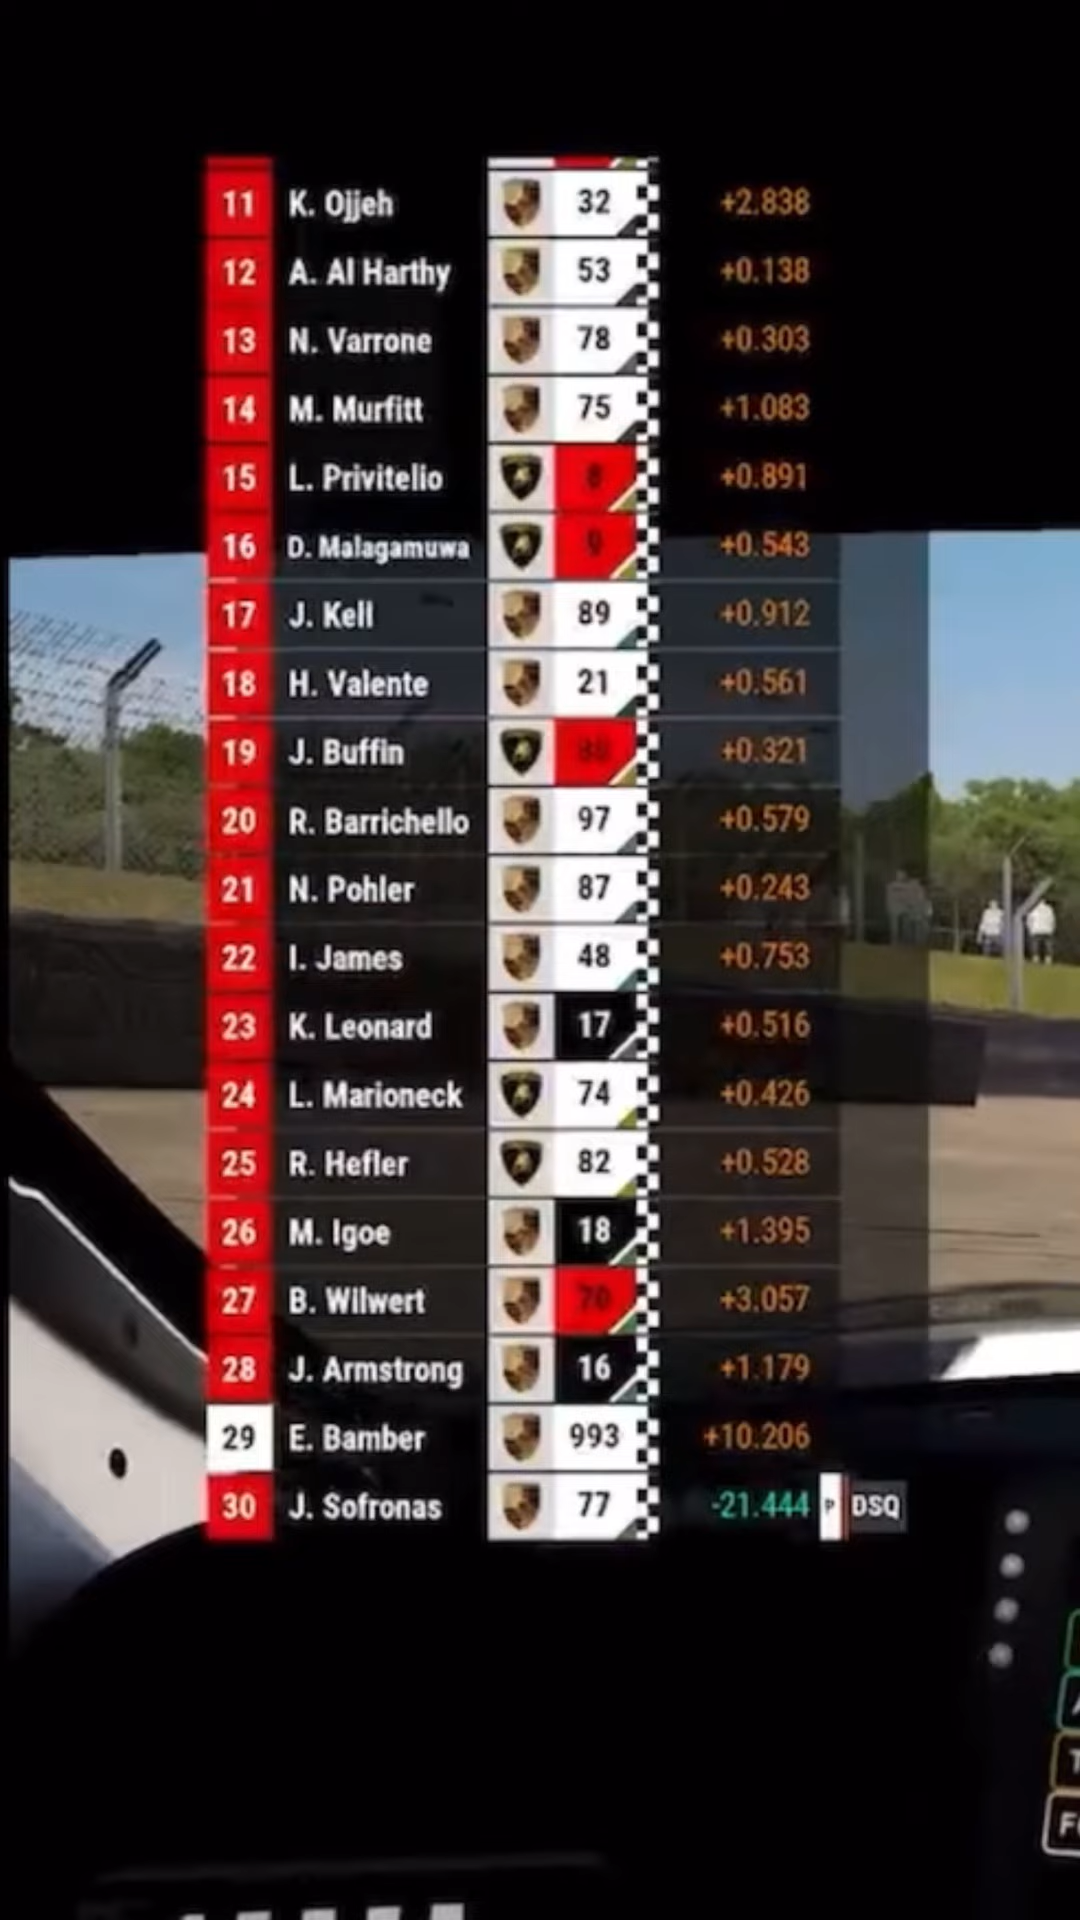 11 K. Ojjeh 32 +2.838
12 A. Al Harthy 53 +0.138
13 N. Varrone 78 +0.303
14 M. Murfitt 75 +1.083
15 L. Privitelio 8 +0.891
16 D. Malagamuwa 9 +0.543
17 J. Kell 89 +0.912
18 H. Valente 21 +0.561
19 J. Buffin +0.321
20 R. Barrichello 97 +0.579
21 N. Pohler 87 +0.243
22 I. James 48 +0.753
23 K. Leonard 17 +0.516
24 L. Marioneck 74 +0.426
25 R. Hefler 82 +0.528
26 M. Igoe 18 +1.395
27 B. Wilwert 70 +3.057
28 J. Armstrong 16 +1.179
29 E. Bamber 993 +10.206
30 J. Sofronas 77 -21.444 P DSQ